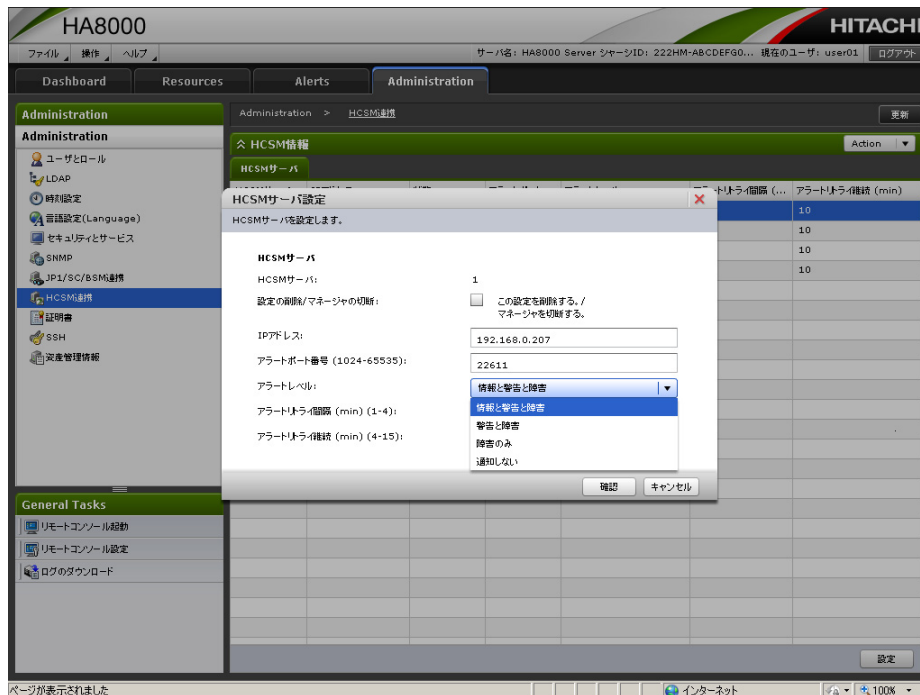 HA8000
HITACHI
ファイル 操作 ヘルプ
サーバ名: HA8000 Server シャーシID: 222HM-ABCDEFG0... 現在のユーザ: user01 ログアウト
Dashboard Resources Alerts Administration
Administration
Administration > HCSM連携
更新
Administration
HCSM情報
Action
ユーザとロール
LDAP
時刻設定
言語設定(Language)
セキュリティとサービス
SNMP
JP1/SC/BSM連携
HCSM連携
証明書
SSH
資産管理情報
HCSMサーバ
アラートリトライ間隔 (... アラートリトライ継続 (min)
10
10
10
10
HCSMサーバ設定
HCSMサーバを設定します。
HCSMサーバ
HCSMサーバ: 1
設定の削除/マネージャの切断: この設定を削除する。/
マネージャを切断する。
IPアドレス: 192.168.0.207
アラートポート番号 (1024-65535): 22611
アラートレベル: 情報と警告と障害
アラートリトライ間隔 (min) (1-4):
アラートリトライ継続 (min) (4-15):
情報と警告と障害
警告と障害
障害のみ
通知しない
確認 キャンセル
General Tasks
リモートコンソール起動
リモートコンソール設定
ログのダウンロード
設定
ページが表示されました
インターネット
100%